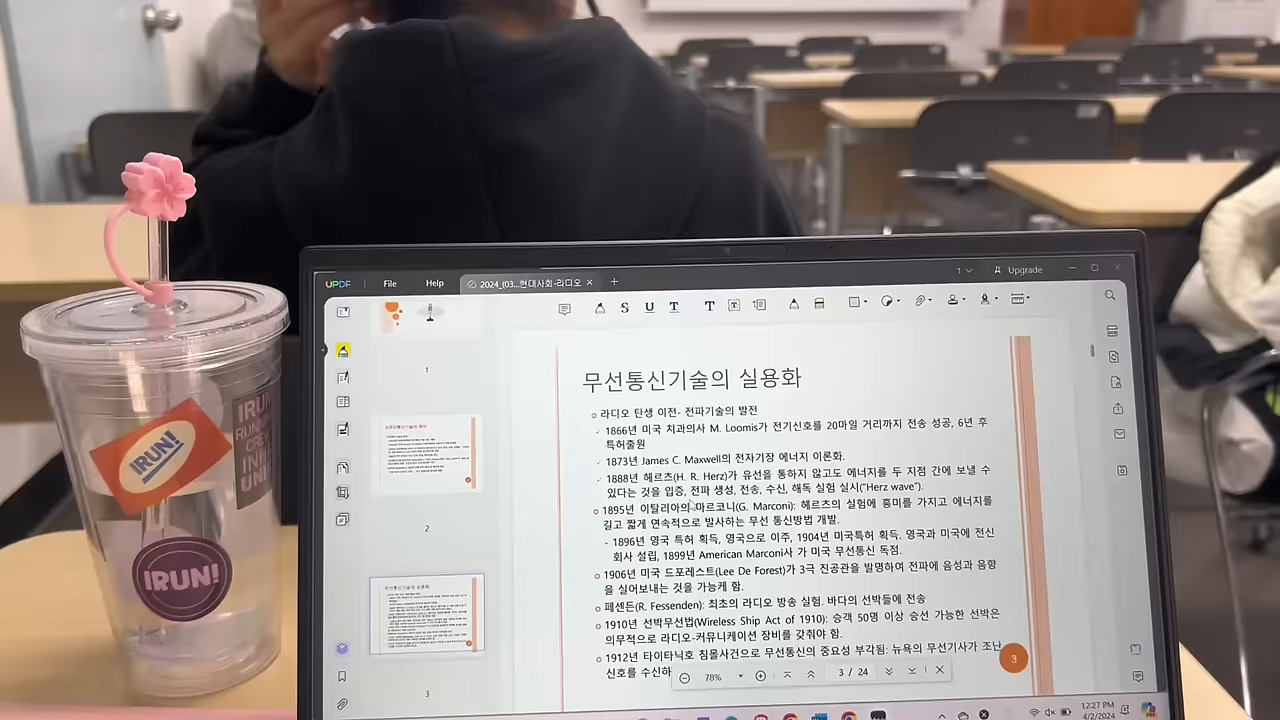 UPDF
File
Help
2024_(03...현대사회-라디오
1
Upgrade
1
2
3
무선통신기술의 실용화
라디오 탄생 이전- 전파기술의 발전
- 1866년 미국 치과의사 M. Loomis가 전기신호를 20마일 거리까지 전송 성공, 6년 후
특허출원
1873년 James C. Maxwell의 전자기장 에너지 이론화,
- 1888년 헤르츠(H. R. Herz)가 유선을 통하지 않고도 에너지를 두 지점 간에 보낼 수
있다는 것을 입증, 전파 생성, 전송, 수신, 해독 실험 실시("Herz wave").
1895년 이탈리아의 마르코니(G. Marconi): 헤르츠의 실험에 흥미를 가지고 에너지를
길고 짧게 연속적으로 발사하는 무선 통신방법 개발,
- 1896년 영국 특허 획득, 영국으로 이주, 1904년 미국특허 획득. 영국과 미국에 전신
회사 설립, 1899년 American Marconi사 가 미국 무선통신 독점.
1906년 미국 드포레스트(Lee De Forest)가 3극 진공관을 발명하여 전파에 음성과 음향
을 실어보내는 것을 가능케 함.
페센든(R. Fessenden): 최초의 라디오 방송 실험, 바다의 선박들에 전송
1910년 선박무선법(Wireless Ship Act of 1910): 50명 이상 승선 가능한 선박은
의무적으로 라디오 커뮤니케이션 장비를
1912년 타이타닉호 침몰사건으로 무선통신의 중요성 부각됨: 뉴욕의 무선기사가 조난
신호를 수신하
3
78%
3 / 24
12:27 PM
4/2/2024
IRUN!
IRUN!
IRUN
RUNNING
CREW